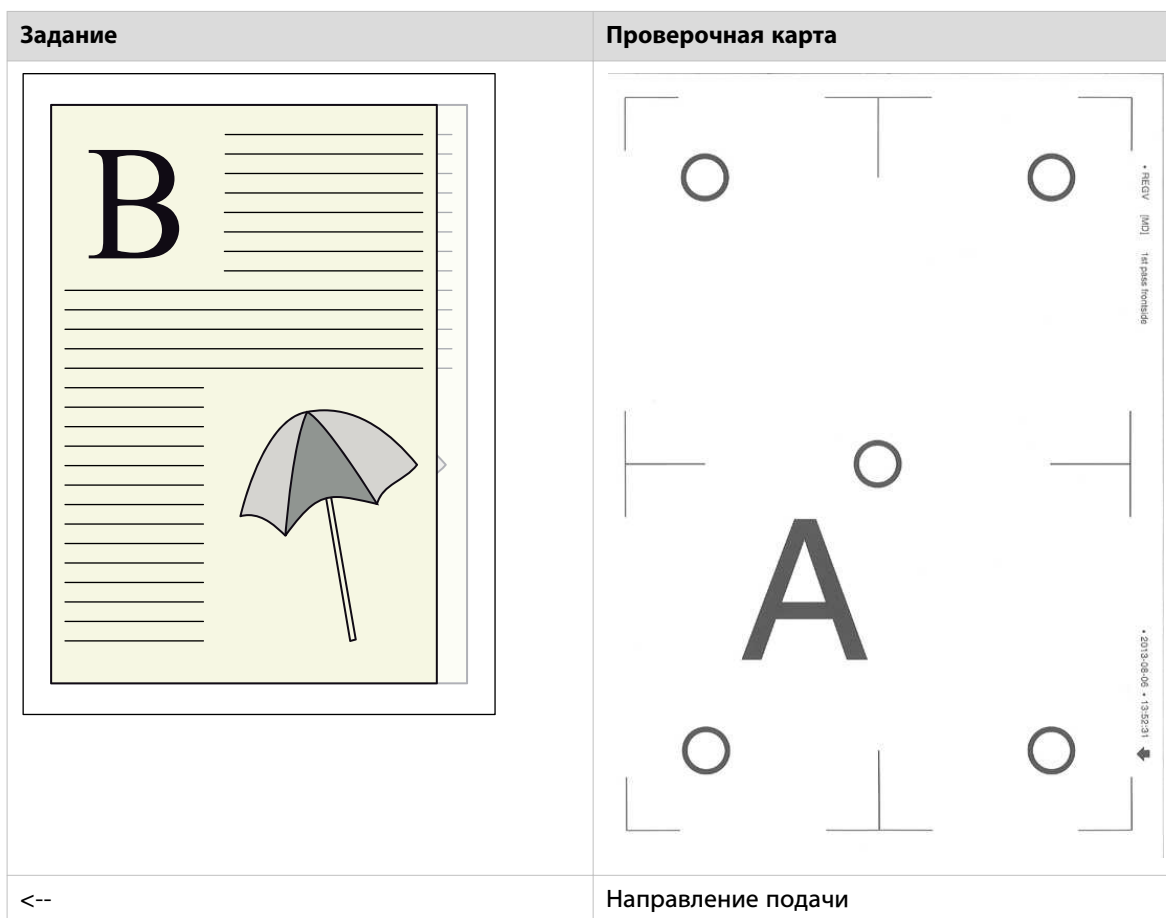 Задание
Проверочная карта
B
• REGV [MD] 1st pass frontside
A
• 2013-08-06 • 13:52:31
<--
Направление подачи